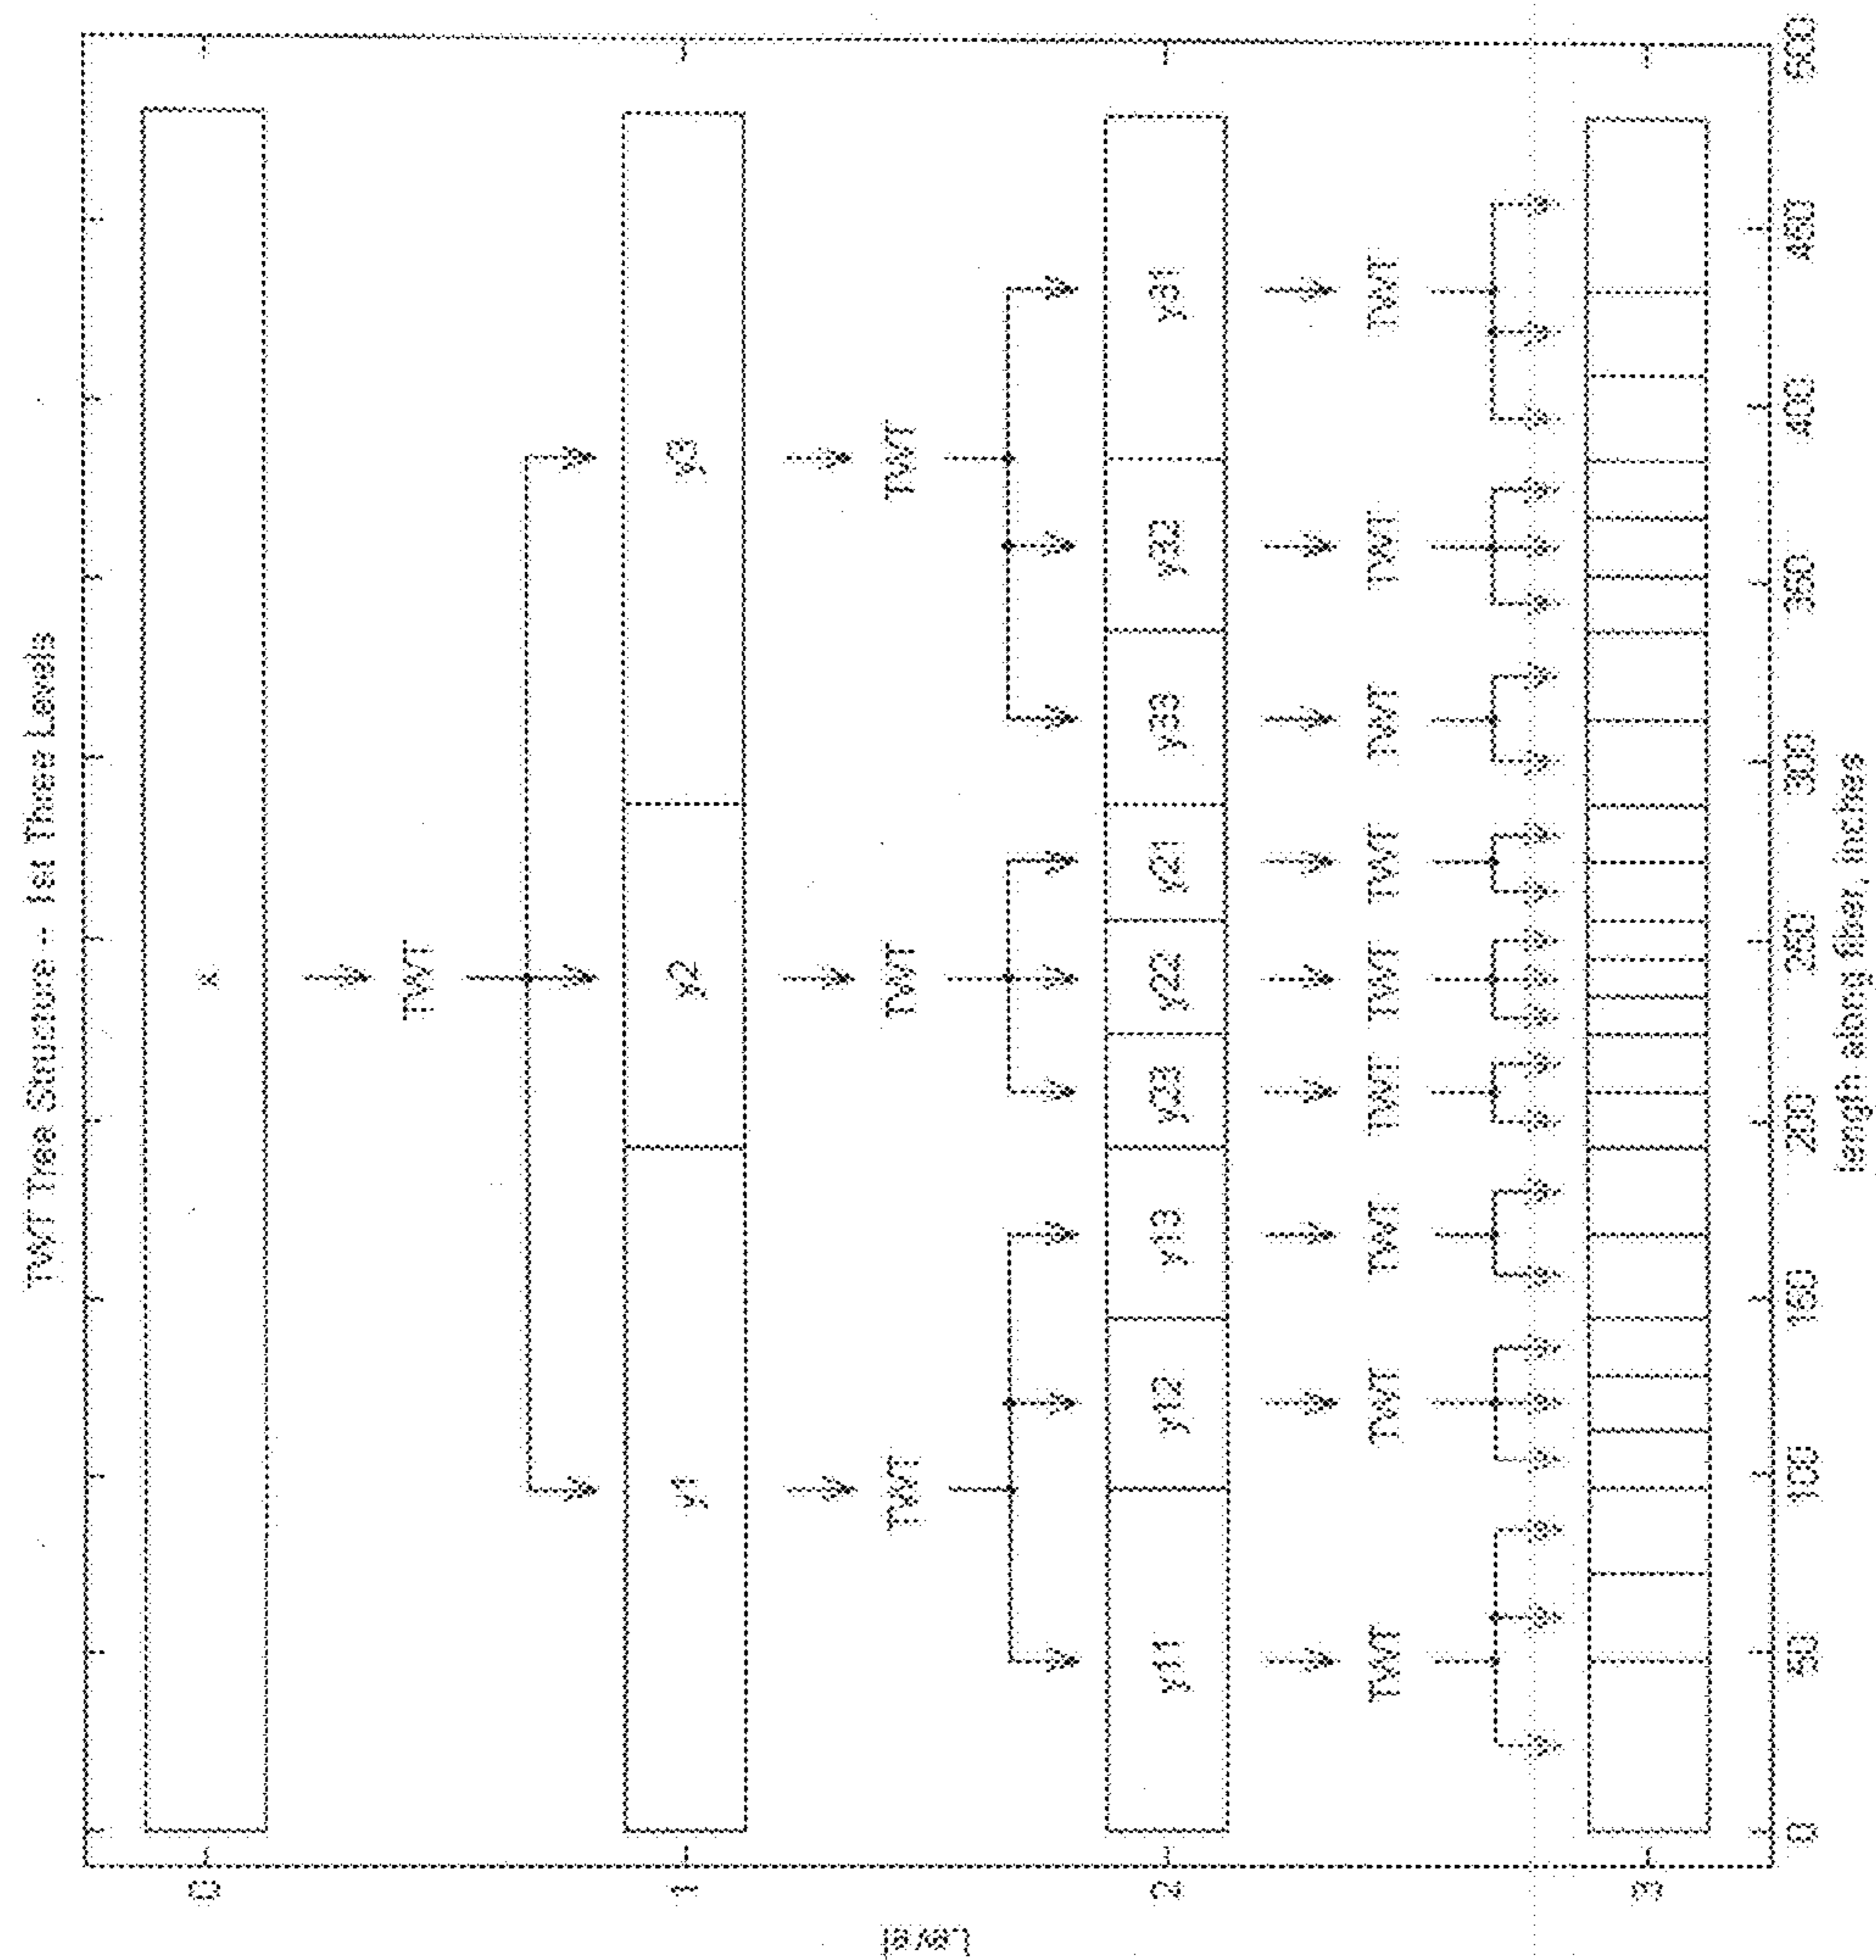 TWT Tree Structure -- 1st Three Levels
level
0
x
TWT
1
y1 y2 y3
TWT TWT TWT
2
y11 y12 y13 y23 y22 y21 y33 y32 y31
TWT TWT TWT TWT TWT TWT TWT TWT TWT
3
0 50 100 150 200 250 300 350 400 450 500
length along fiber, inches